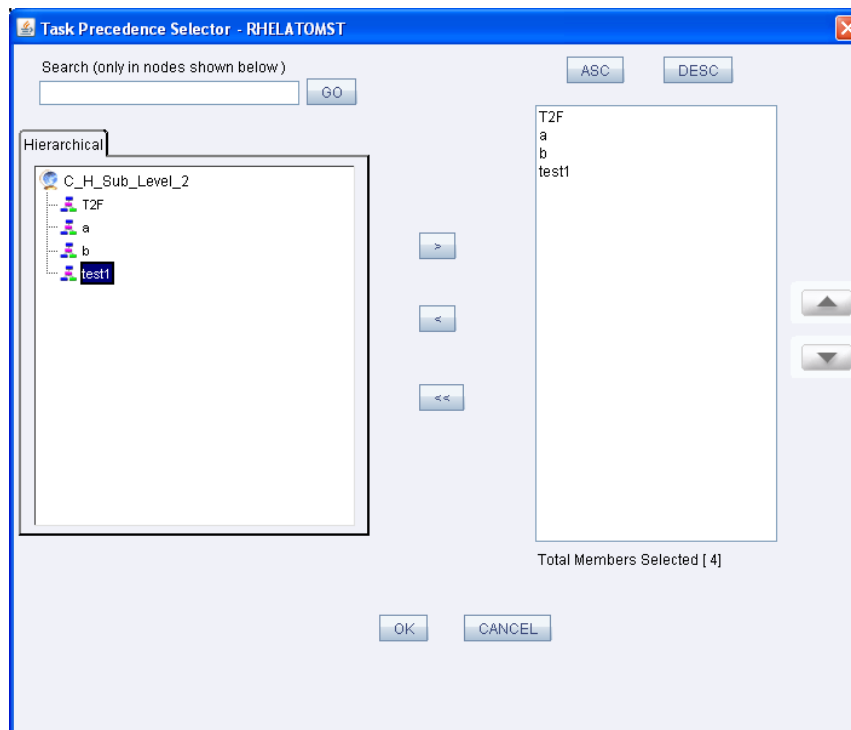 Task Precedence Selector - RHELATOMST
Search (only in nodes shown below )
GO
ASC
DESC
Hierarchical
C_H_Sub_Level_2
T2F
a
b
test1
>
<
<<
T2F
a
b
test1
Total Members Selected [ 4]
OK
CANCEL